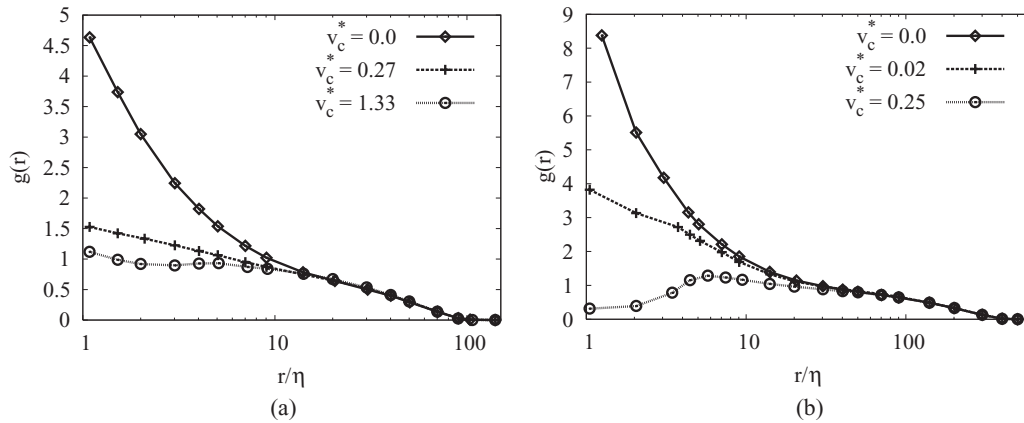 5
4.5
4
3.5
3
2.5
2
1.5
1
0.5
0
1
10
100
g(r)
r/η
v_c^* = 0.0
v_c^* = 0.27
v_c^* = 1.33
(a)
9
8
7
6
5
4
3
2
1
0
1
10
100
g(r)
r/η
v_c^* = 0.0
v_c^* = 0.02
v_c^* = 0.25
(b)